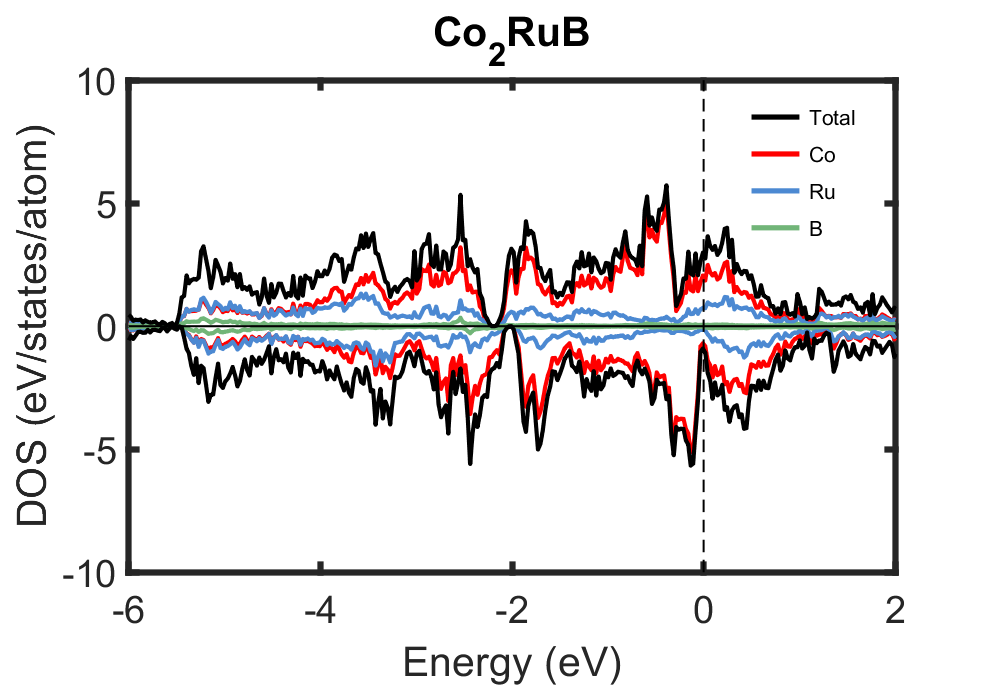 Co₂RuB
DOS (eV/states/atom)
10
5
0
-5
-10
Total
Co
Ru
B
-6 -4 -2 0 2
Energy (eV)